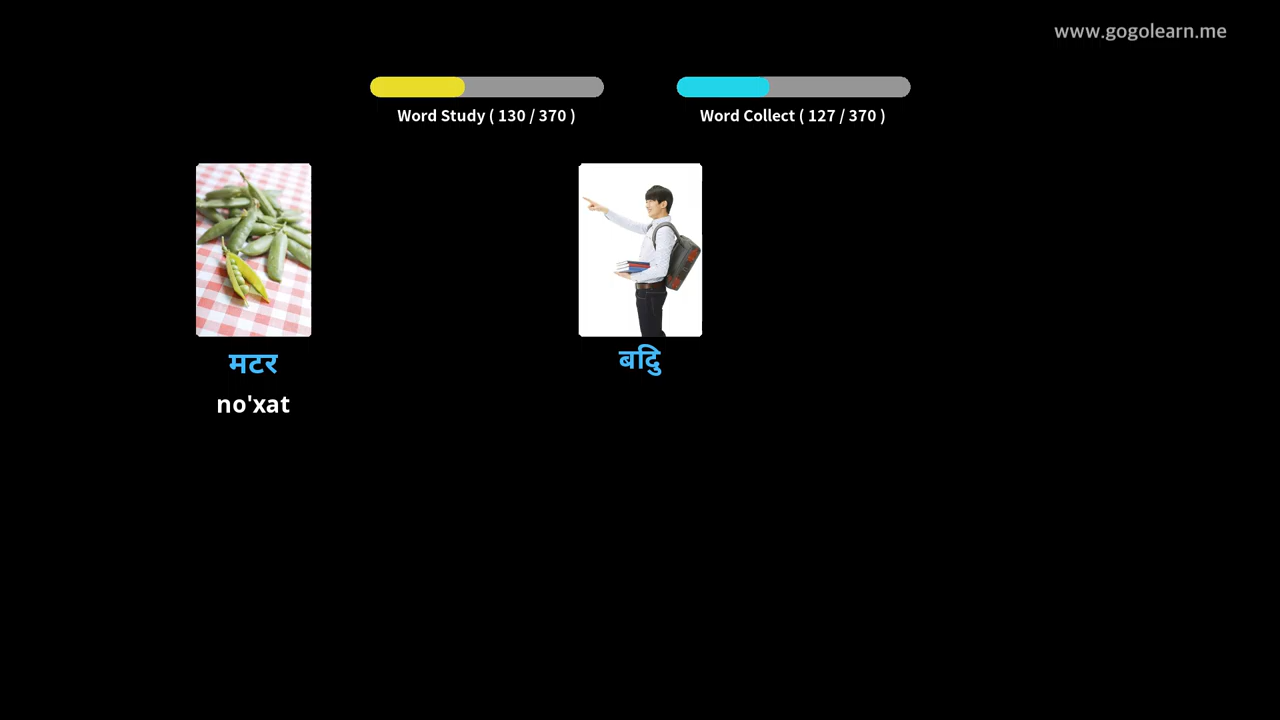 www.gogolearn.me
Word Study ( 130 / 370 )
Word Collect ( 127 / 370 )
मटर
बदिु
no'xat